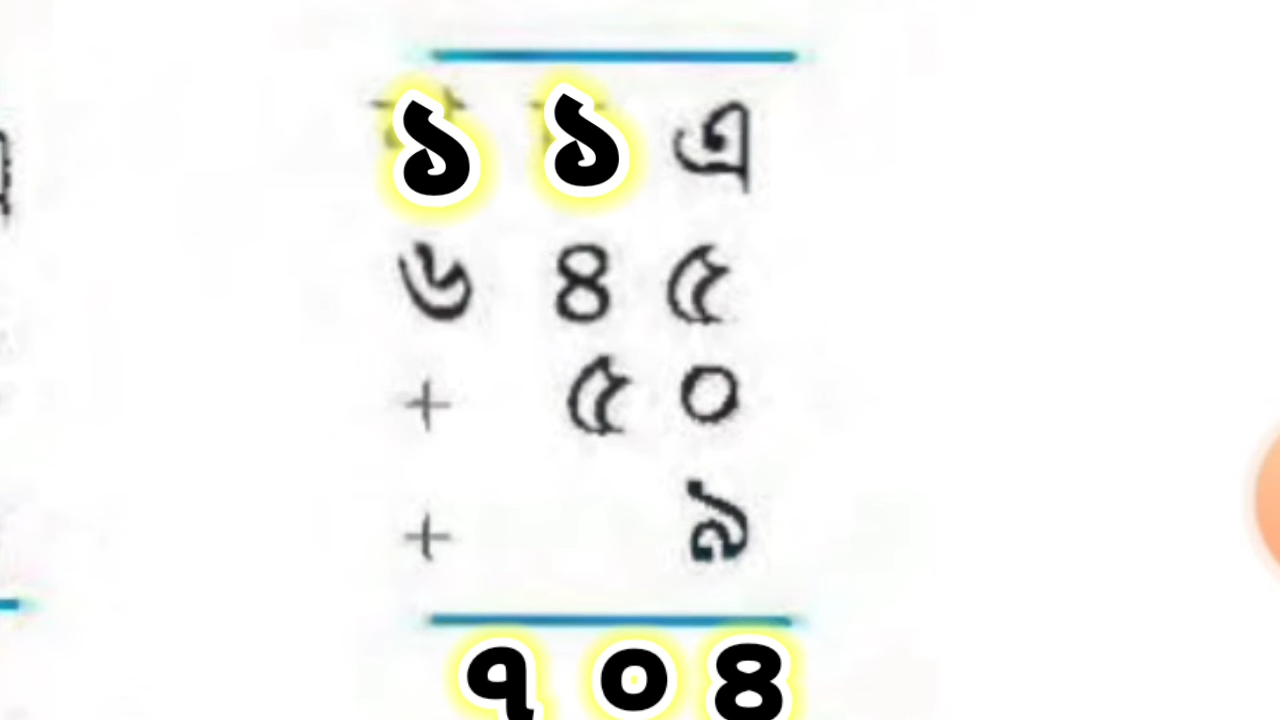 ১ ১ এ
৬ ৪ ৫
+ ৫ ০
+ ৯
৭ ০ ৪